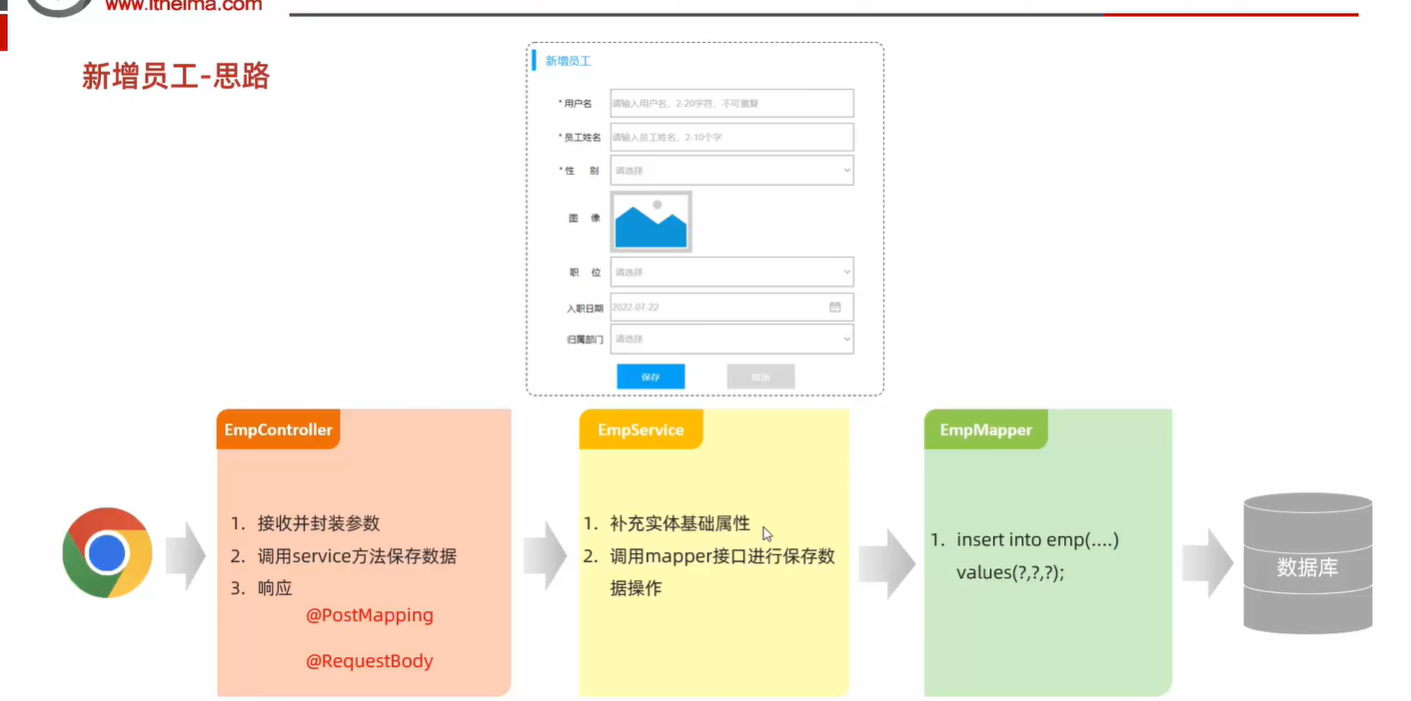 www.itheima.com
新增员工-思路
新增员工
* 用户名
请输入用户名，2-20字符，不可重复
* 员工姓名
请输入员工姓名，2-10个字
* 性 别
请选择
图 像
职 位
请选择
入职日期
2022-07-22
归属部门
请选择
保存
取消
EmpController
1. 接收并封装参数
2. 调用service方法保存数据
3. 响应
@PostMapping
@RequestBody
EmpService
1. 补充实体基础属性
2. 调用mapper接口进行保存数
据操作
EmpMapper
1. insert into emp(....)
values(?,?,?);
数据库